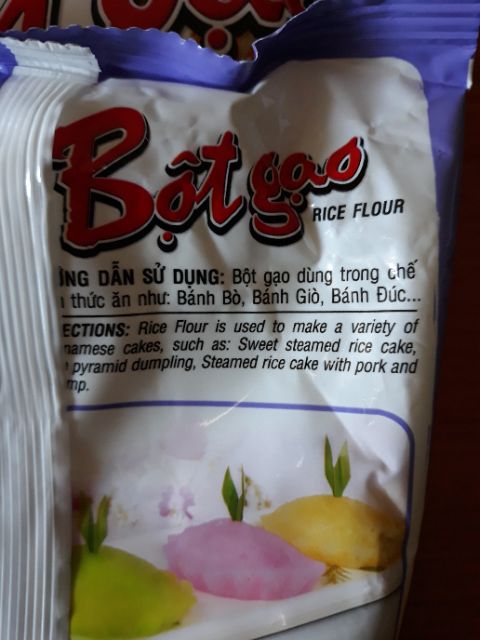 Bột gạo
RICE FLOUR
DẪN SỬ DỤNG: Bột gạo dùng trong chế
thức ăn như: Bánh Bò, Bánh Giò, Bánh Đúc...
ECTIONS: Rice Flour is used to make a variety of
namese cakes, such as: Sweet steamed rice cake,
pyramid dumpling, Steamed rice cake with pork and
mp.